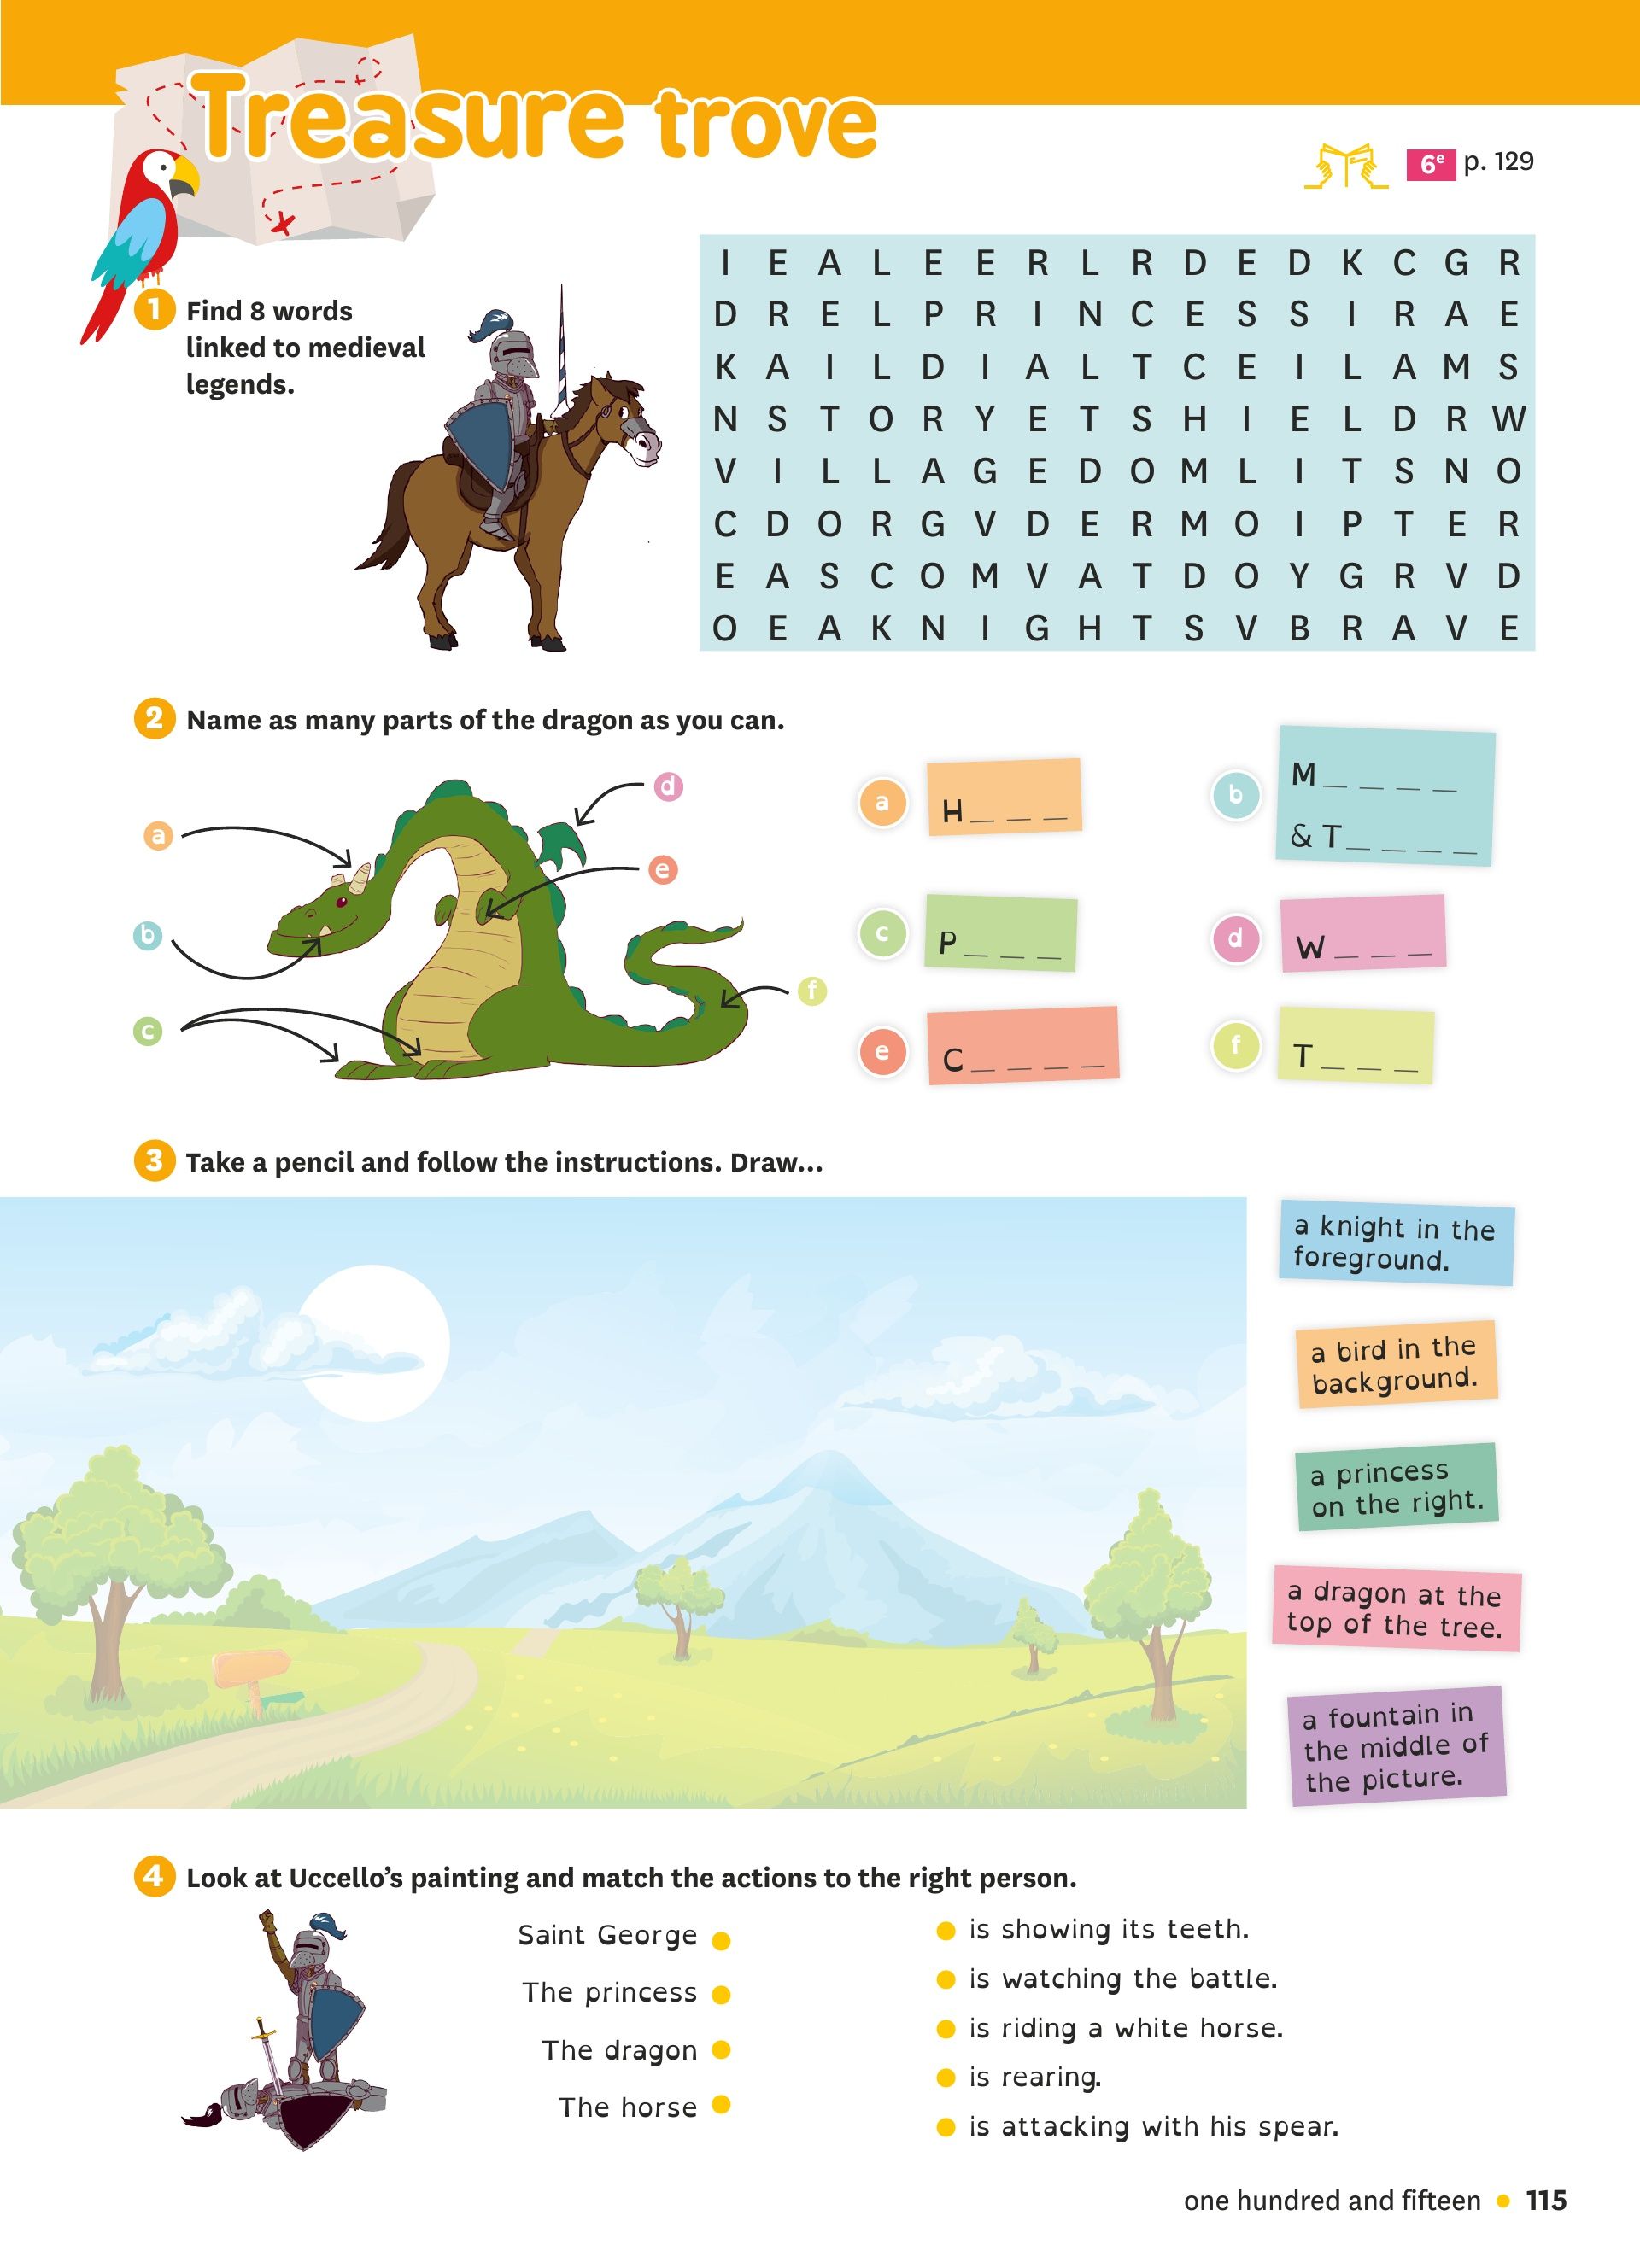 Treasure trove
6e p. 129
1 Find 8 words
linked to medieval
legends.
I E A L E E R L R D E D K C G R
D R E L P R I N C E S S I R A E
K A I L D I A L T C E I L A M S
N S T O R Y E T S H I E L D R W
V I L L A G E D O M L I T S N O
C D O R G V D E R M O I P T E R
E A S C O M V A T D O Y G R V D
O E A K N I G H T S V B R A V E
2 Name as many parts of the dragon as you can.
a
b
c
d
e
f
a H_ _ _
b M_ _ _ _
& T_ _ _ _
c P_ _ _
d W_ _ _
e C_ _ _ _
f T_ _ _
3 Take a pencil and follow the instructions. Draw...
a knight in the
foreground.
a bird in the
background.
a princess
on the right.
a dragon at the
top of the tree.
a fountain in
the middle of
the picture.
4 Look at Uccello's painting and match the actions to the right person.
Saint George
The princess
The dragon
The horse
is showing its teeth.
is watching the battle.
is riding a white horse.
is rearing.
is attacking with his spear.
one hundred and fifteen • 115